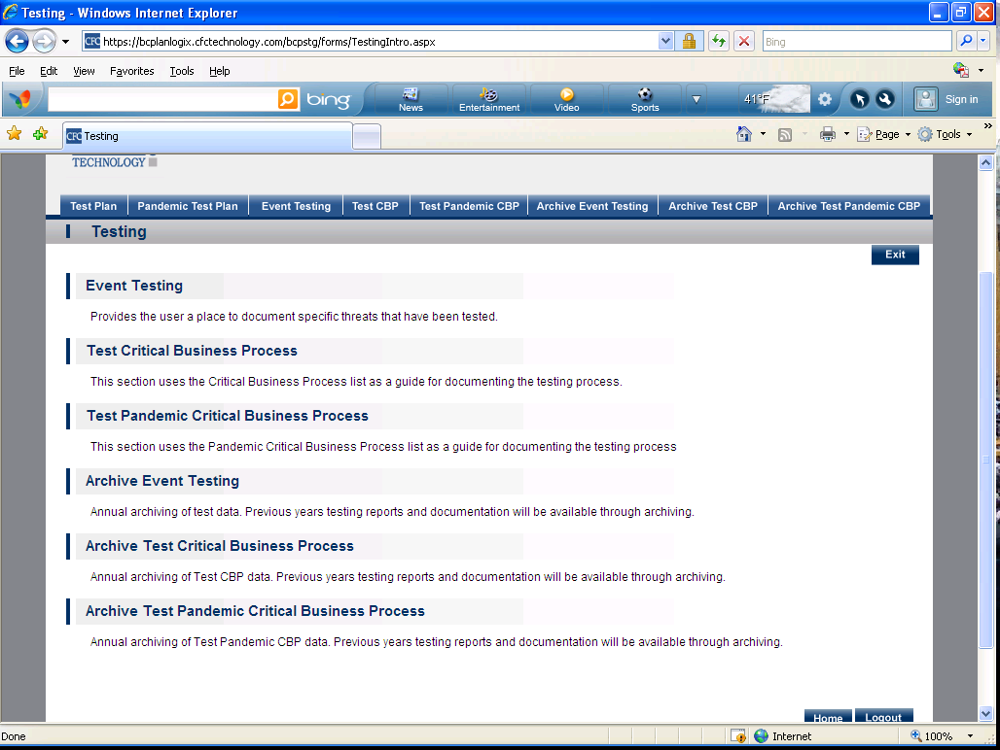 Testing - Windows Internet Explorer
CFC https://bcplanlogix.cfctechnology.com/bcpstg/forms/TestingIntro.aspx
Bing
File Edit View Favorites Tools Help
bing News Entertainment Video Sports 41°F Sign in
CFC Testing
Page Tools
TECHNOLOGY
Test Plan Pandemic Test Plan Event Testing Test CBP Test Pandemic CBP Archive Event Testing Archive Test CBP Archive Test Pandemic CBP
Testing
Exit
Event Testing
Provides the user a place to document specific threats that have been tested.
Test Critical Business Process
This section uses the Critical Business Process list as a guide for documenting the testing process.
Test Pandemic Critical Business Process
This section uses the Pandemic Critical Business Process list as a guide for documenting the testing process
Archive Event Testing
Annual archiving of test data. Previous years testing reports and documentation will be available through archiving.
Archive Test Critical Business Process
Annual archiving of Test CBP data. Previous years testing reports and documentation will be available through archiving.
Archive Test Pandemic Critical Business Process
Annual archiving of Test Pandemic CBP data. Previous years testing reports and documentation will be available through archiving.
Home Logout
Done Internet 100%